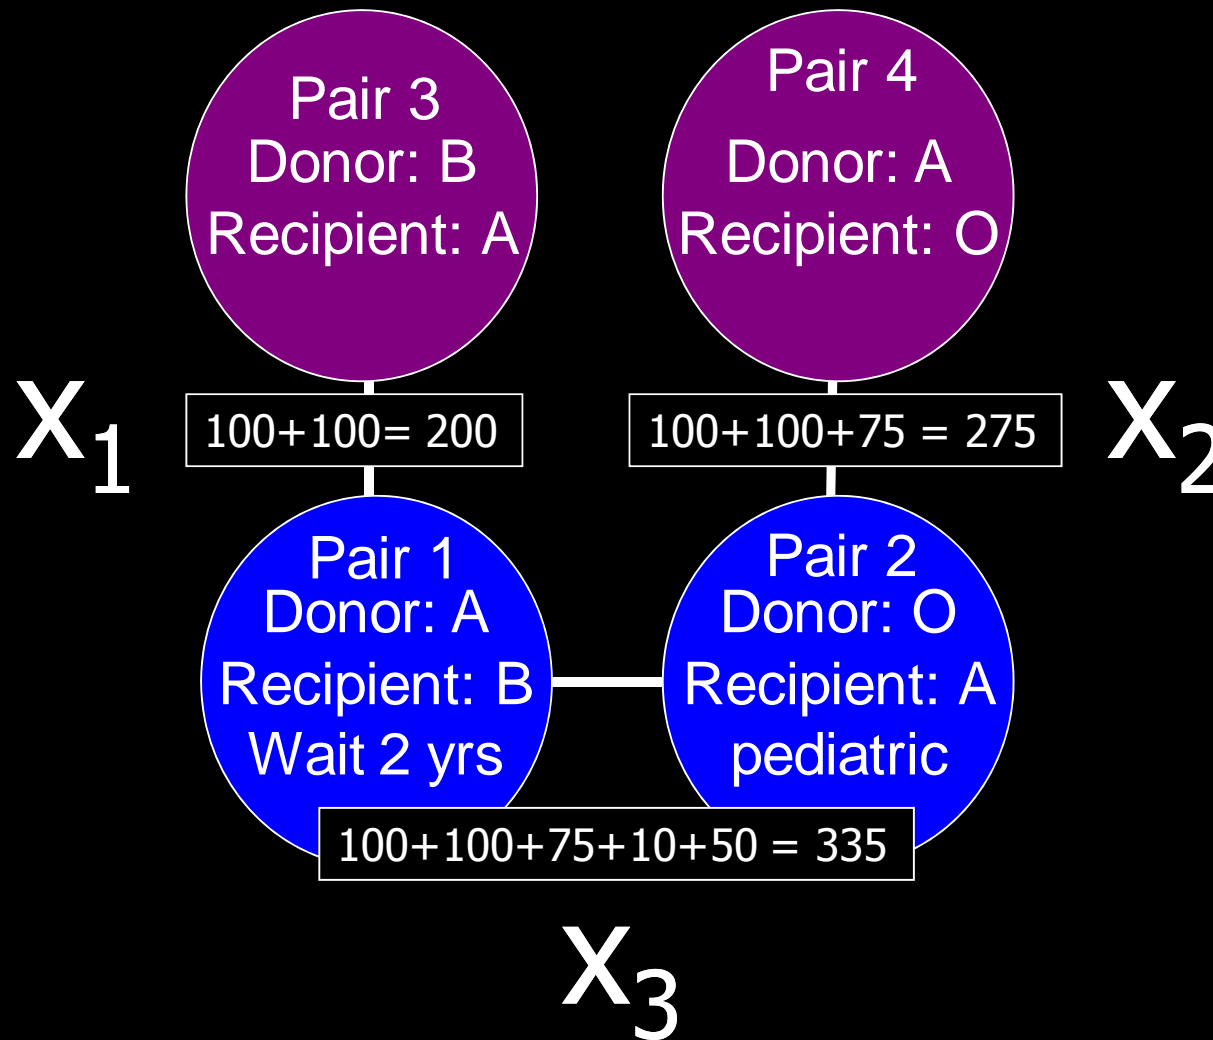 Pair 3
Donor: B
Recipient: A
Pair 4
Donor: A
Recipient: O
x₁
100+100= 200
100+100+75 = 275
x₂
Pair 1
Donor: A
Recipient: B
Wait 2 yrs
Pair 2
Donor: O
Recipient: A
pediatric
100+100+75+10+50 = 335
x₃